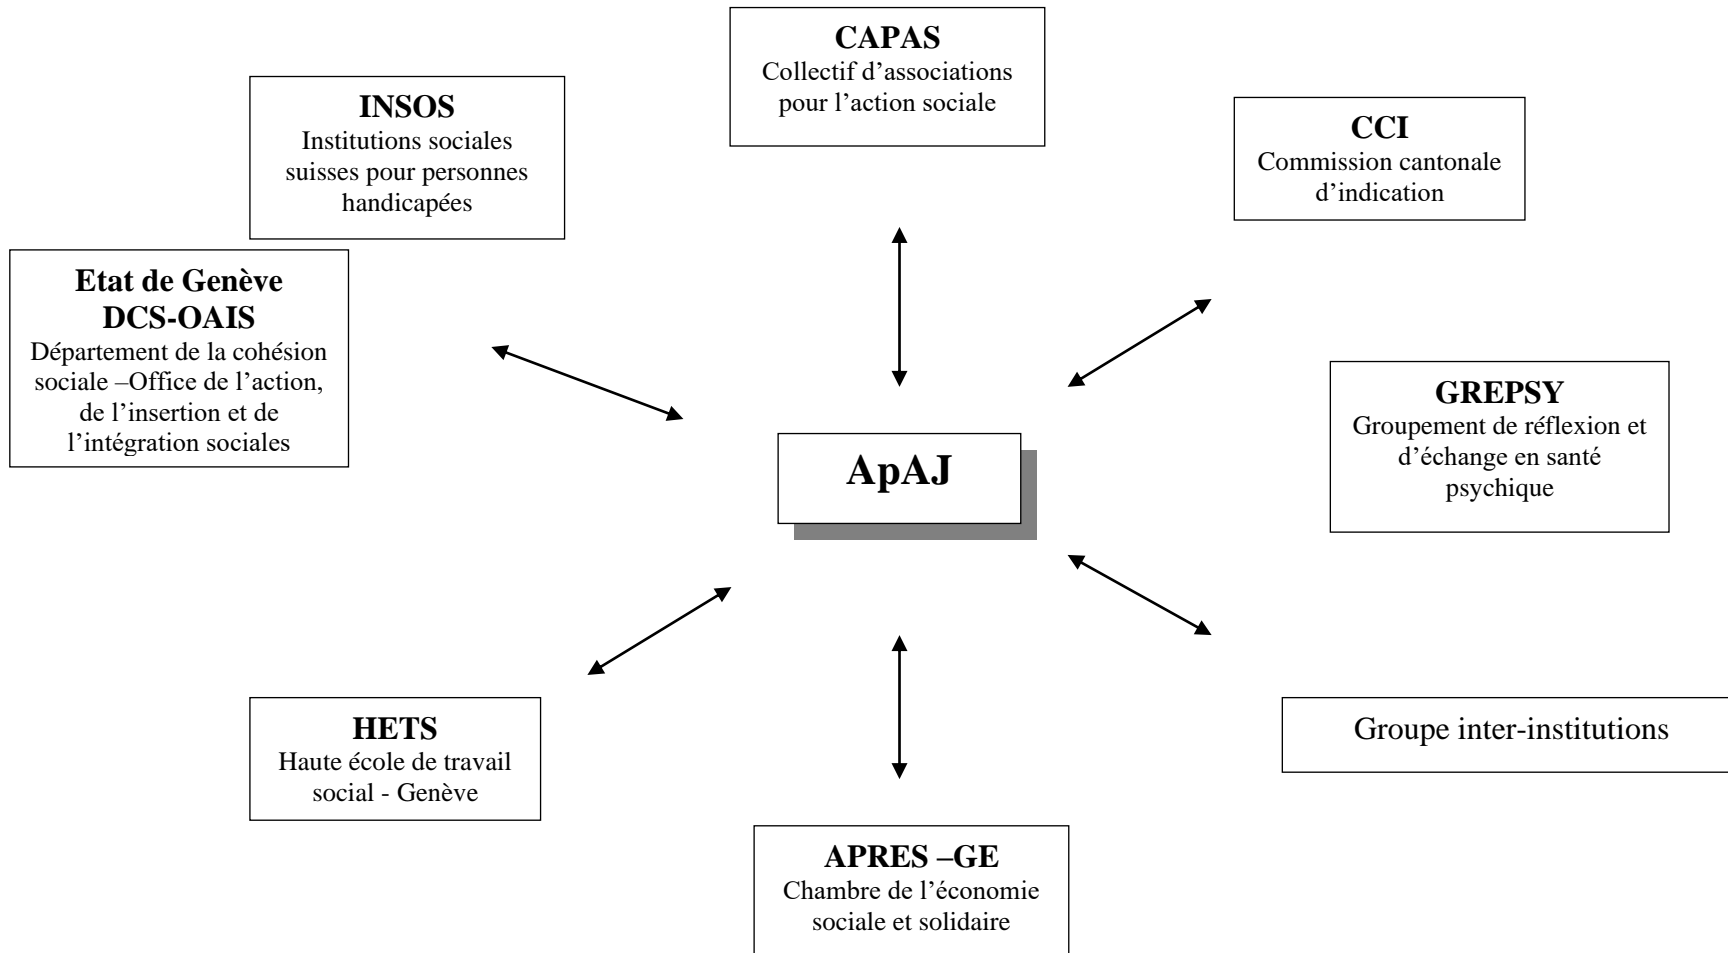 CAPAS
Collectif d’associations
pour l’action sociale
INSOS
Institutions sociales
suisses pour personnes
handicapées
CCI
Commission cantonale
d’indication
Etat de Genève
DCS-OAIS
Département de la cohésion
sociale –Office de l’action,
de l’insertion et de
l’intégration sociales
GREPSY
Groupement de réflexion et
d’échange en santé
psychique
ApAJ
HETS
Haute école de travail
social - Genève
Groupe inter-institutions
APRES –GE
Chambre de l’économie
sociale et solidaire